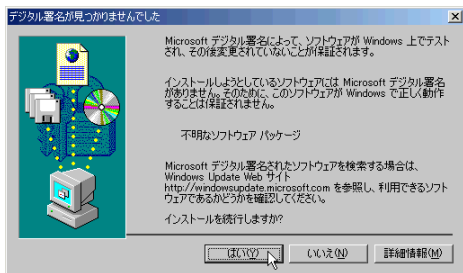 デジタル署名が見つかりませんでした
Microsoft デジタル署名によって、ソフトウェアが Windows 上でテスト
され、その後変更されていないことが保証されます。
インストールしようとしているソフトウェアには Microsoft デジタル署名
がありません。そのために、このソフトウェアが Windows で正しく動作
することは保証されません。
不明なソフトウェア パッケージ
Microsoft デジタル署名されたソフトウェアを検索する場合は、
Windows Update Web サイト
http://windowsupdate.microsoft.com を参照し、利用できるソフト
ウェアであるかどうかを確認してください。
インストールを続行しますか?
はい(Y)
いいえ(N)
詳細情報(M)